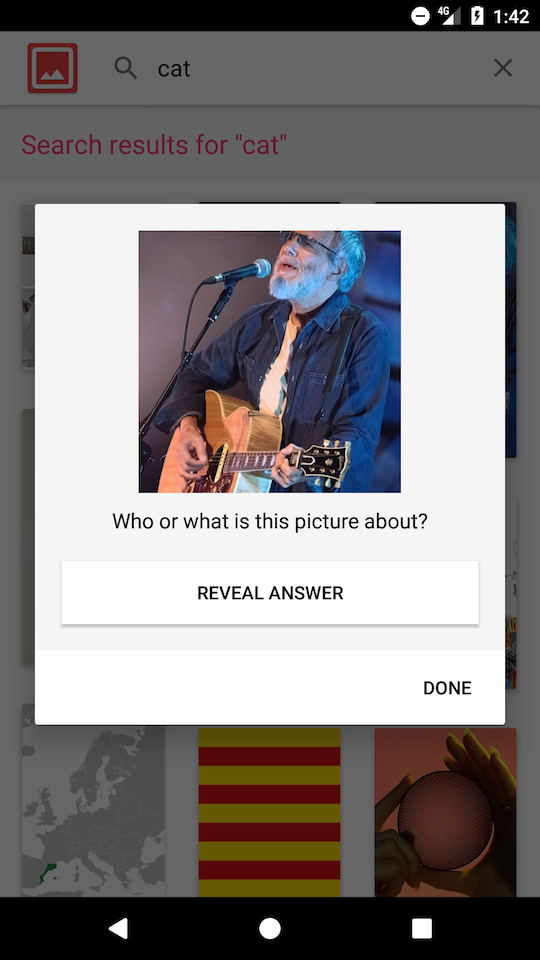 4G
1:42
cat
Search results for "cat"
Who or what is this picture about?
REVEAL ANSWER
DONE